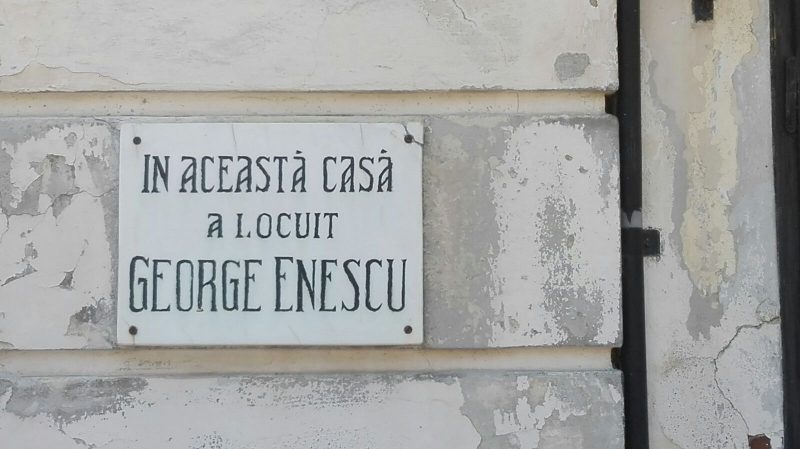 IN ACEASTĂ CASĂ
A LOCUIT
GEORGE ENESCU